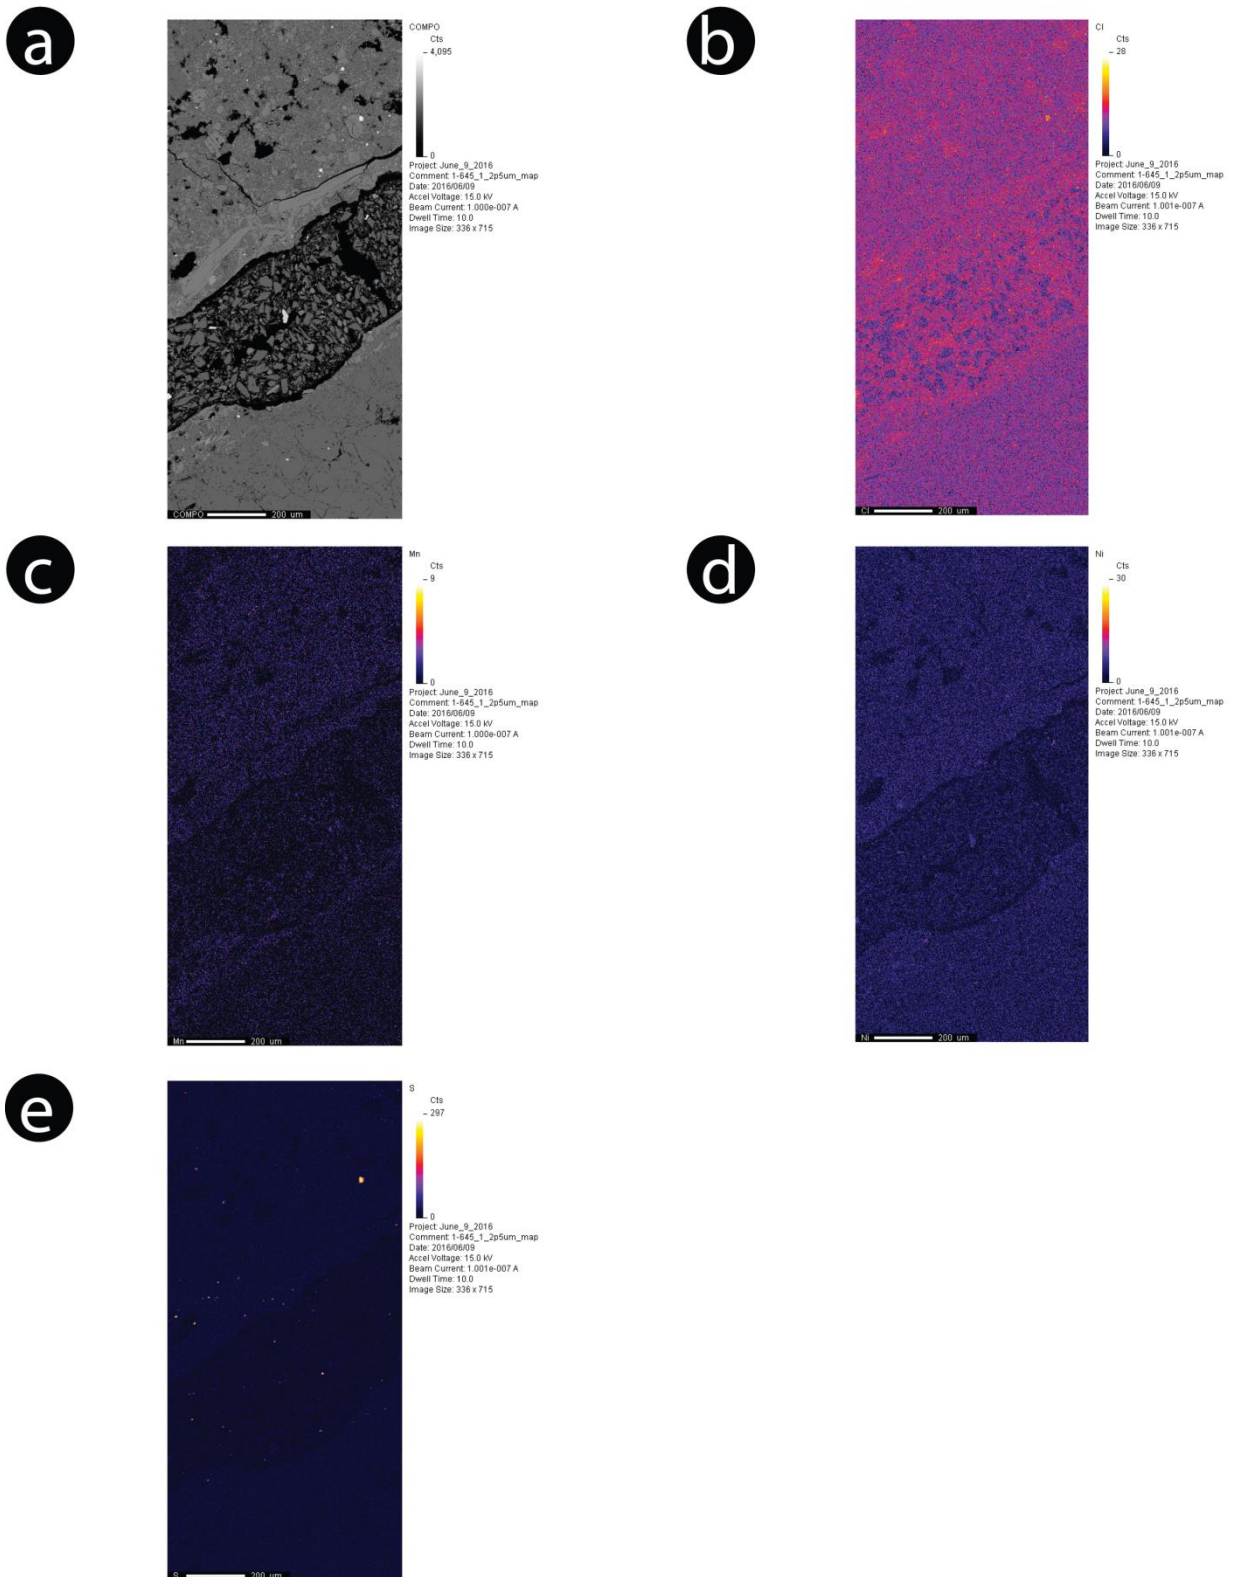 a
COMPO
Cts
4,095
0
Project: June_9_2016
Comment: 1-645_1_2p5um_map
Date: 2016/06/09
Accel Voltage: 15.0 kV
Beam Current: 1.000e-007 A
Dwell Time: 10.0
Image Size: 336 x 715
COMPO 200 um
b
Cl
Cts
28
0
Project: June_9_2016
Comment: 1-645_1_2p5um_map
Date: 2016/06/09
Accel Voltage: 15.0 kV
Beam Current: 1.001e-007 A
Dwell Time: 10.0
Image Size: 336 x 715
Cl 200 um
c
Mn
Cts
9
0
Project: June_9_2016
Comment: 1-645_1_2p5um_map
Date: 2016/06/09
Accel Voltage: 15.0 kV
Beam Current: 1.000e-007 A
Dwell Time: 10.0
Image Size: 336 x 715
Mn 200 um
d
Ni
Cts
30
0
Project: June_9_2016
Comment: 1-645_1_2p5um_map
Date: 2016/06/09
Accel Voltage: 15.0 kV
Beam Current: 1.001e-007 A
Dwell Time: 10.0
Image Size: 336 x 715
Ni 200 um
e
S
Cts
297
0
Project: June_9_2016
Comment: 1-645_1_2p5um_map
Date: 2016/06/09
Accel Voltage: 15.0 kV
Beam Current: 1.001e-007 A
Dwell Time: 10.0
Image Size: 336 x 715
S 200 um